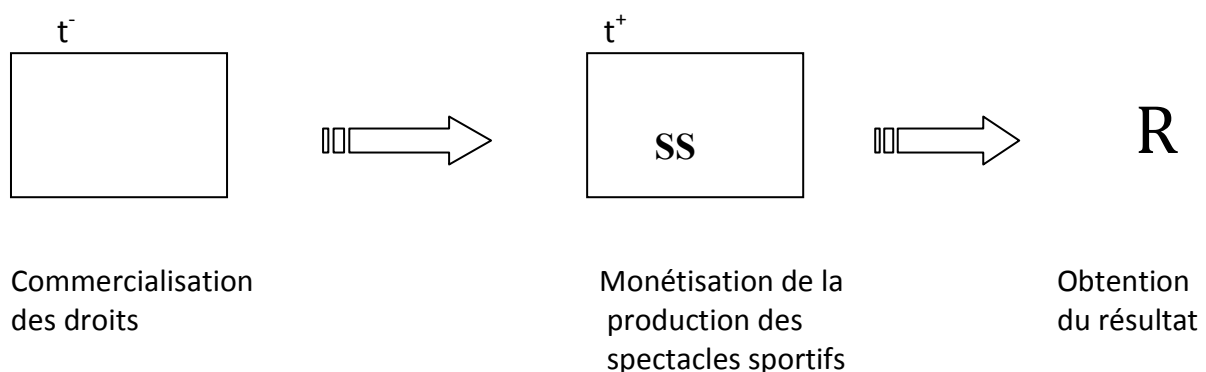 t⁻
t⁺
SS
R
Commercialisation
des droits
Monétisation de la
production des
spectacles sportifs
Obtention
du résultat